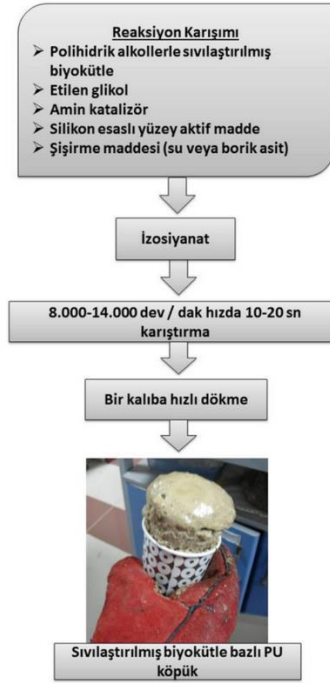 Reaksiyon Karışımı
➢ Polihidrik alkollerle sıvılaştırılmış
biyokütle
➢ Etilen glikol
➢ Amin katalizör
➢ Silikon esaslı yüzey aktif madde
➢ Şişirme maddesi (su veya borik asit)
İzosiyanat
8.000-14.000 dev / dak hızda 10-20 sn
karıştırma
Bir kalıba hızlı dökme
Sıvılaştırılmış biyokütle bazlı PU
köpük